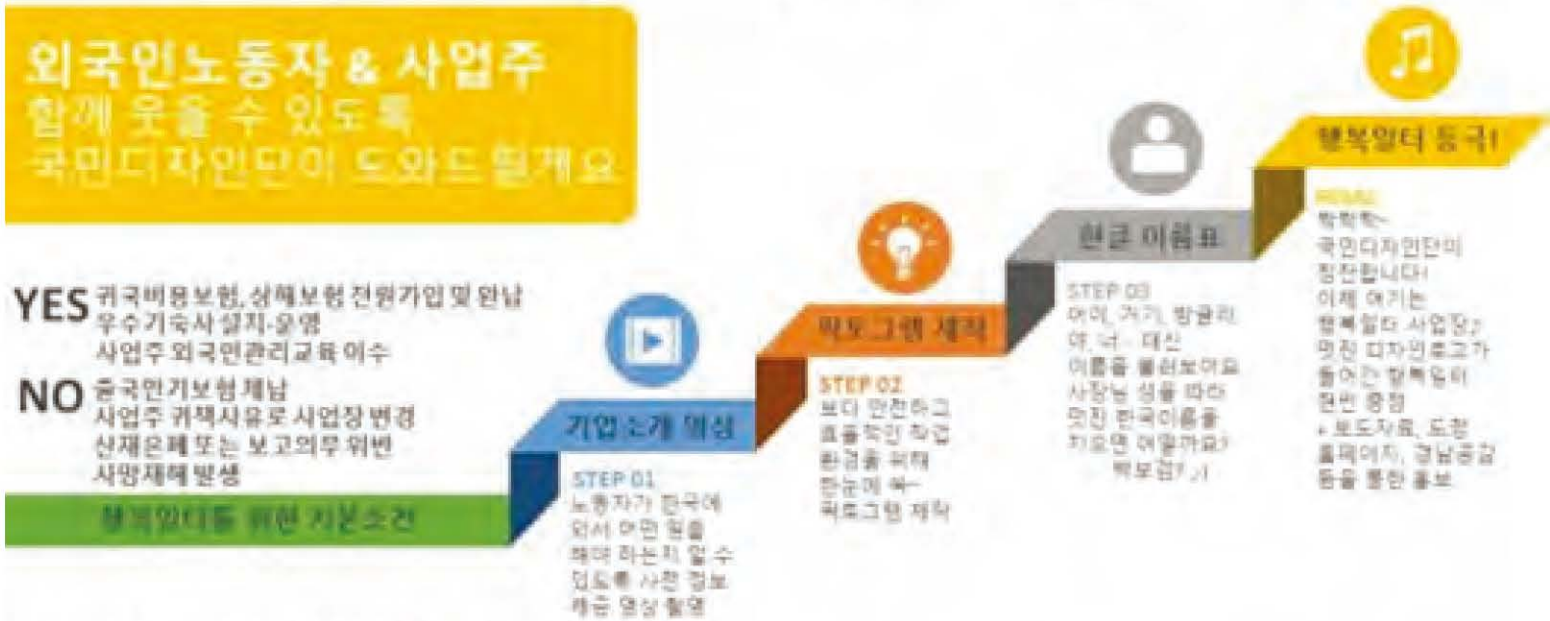 외국인노동자 & 사업주
함께 웃을 수 있도록
국민디자인단이 도와드릴게요
YES 귀국비용보험, 상해보험 전원가입 및 완납
우수기숙사 설치·운영
사업주 외국인관리교육 이수
NO 출국만기보험 체납
사업주 귀책사유로 사업장 변경
산재은폐 또는 보고의무 위반
사망재해 발생
행복일터를 위한 기본조건
기업소개 영상
STEP 01
노동자가 한국에
와서 어떤 일을
해야 하는지 알 수
있도록 사전 정보
제공 영상 촬영
픽토그램 제작
STEP 02
보다 안전하고
효율적인 작업
환경을 위해
한눈에 쏙~
픽토그램 제작
한글 이름표
STEP 03
어이, 거기, 방글라
야, 너.. 대신
이름을 불러보아요
사장님 성을 따라
멋진 한국이름을
지으면 어떨까요?
박보검?
행복일터 등극!
짝짝짝~
국민디자인단이
칭찬합니다!
이제 여기는
행복일터 사업장
멋진 디자인로고가
들어간 행복일터
현판 증정
+ 보도자료, 도청
홈페이지, 경남공감
등을 통한 홍보